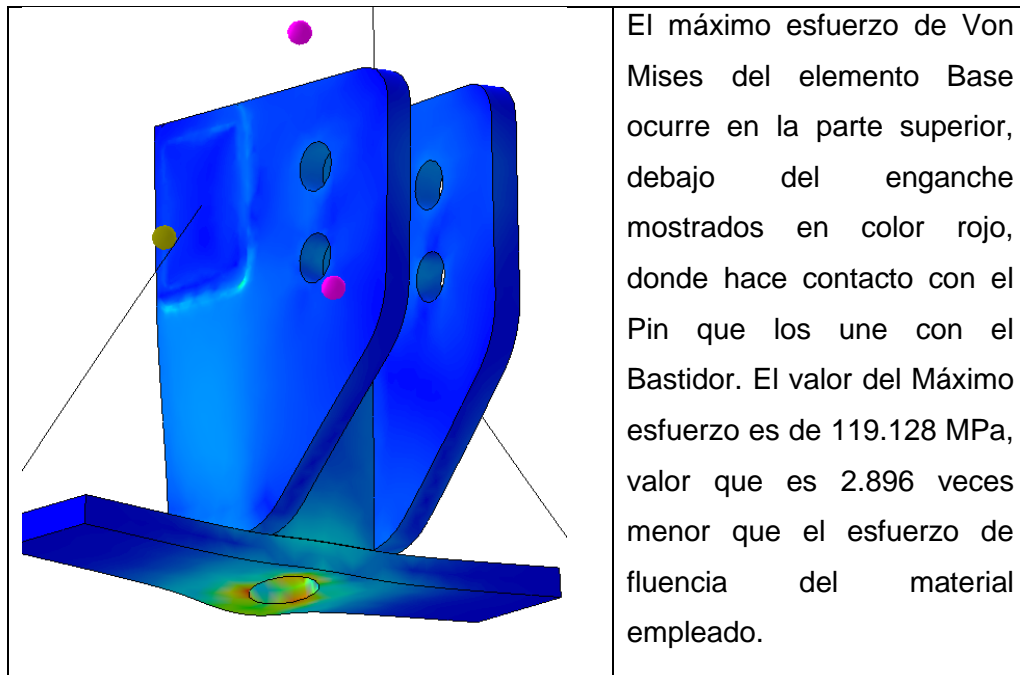 El máximo esfuerzo de Von
Mises del elemento Base
ocurre en la parte superior,
debajo del enganche
mostrados en color rojo,
donde hace contacto con el
Pin que los une con el
Bastidor. El valor del Máximo
esfuerzo es de 119.128 MPa,
valor que es 2.896 veces
menor que el esfuerzo de
fluencia del material
empleado.